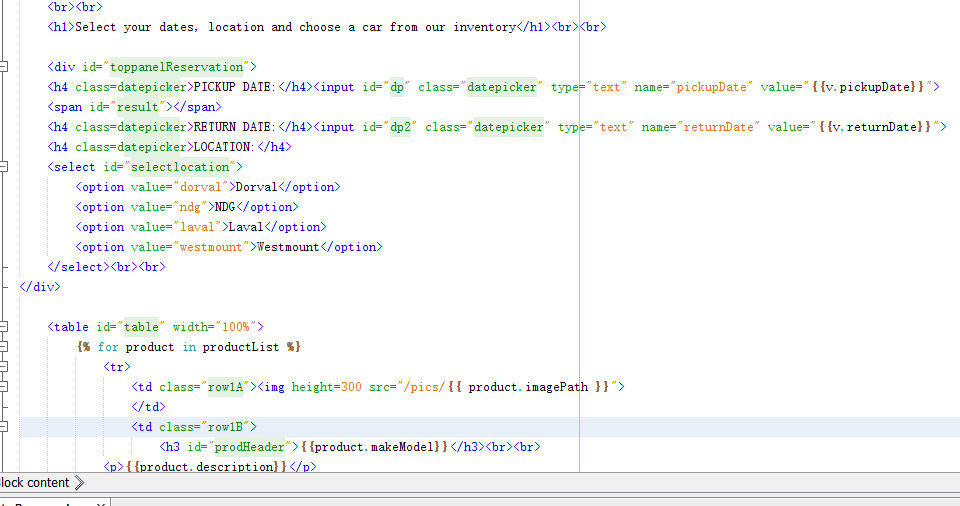 <br><br>
<h1>Select your dates, location and choose a car from our inventory</h1><br><br>
<div id="toppanelReservation">
<h4 class=datepicker>PICKUP DATE:</h4><input id="dp" class="datepicker" type="text" name="pickupDate" value="{{v.pickupDate}}">
<span id="result"></span>
<h4 class=datepicker>RETURN DATE:</h4><input id="dp2" class="datepicker" type="text" name="returnDate" value="{{v.returnDate}}">
<h4 class=datepicker>LOCATION:</h4>
<select id="selectlocation">
<option value="dorval">Dorval</option>
<option value="ndg">NDG</option>
<option value="laval">Laval</option>
<option value="westmount">Westmount</option>
</select><br><br>
</div>
<table id="table" width="100%">
{% for product in productList %}
<tr>
<td class="row1A"><img height=300 src="/pics/{{ product.imagePath }}">
</td>
<td class="row1B">
<h3 id="prodHeader">{{product.makeModel}}</h3><br><br>
<p>{{product.description}}</p>
lock content